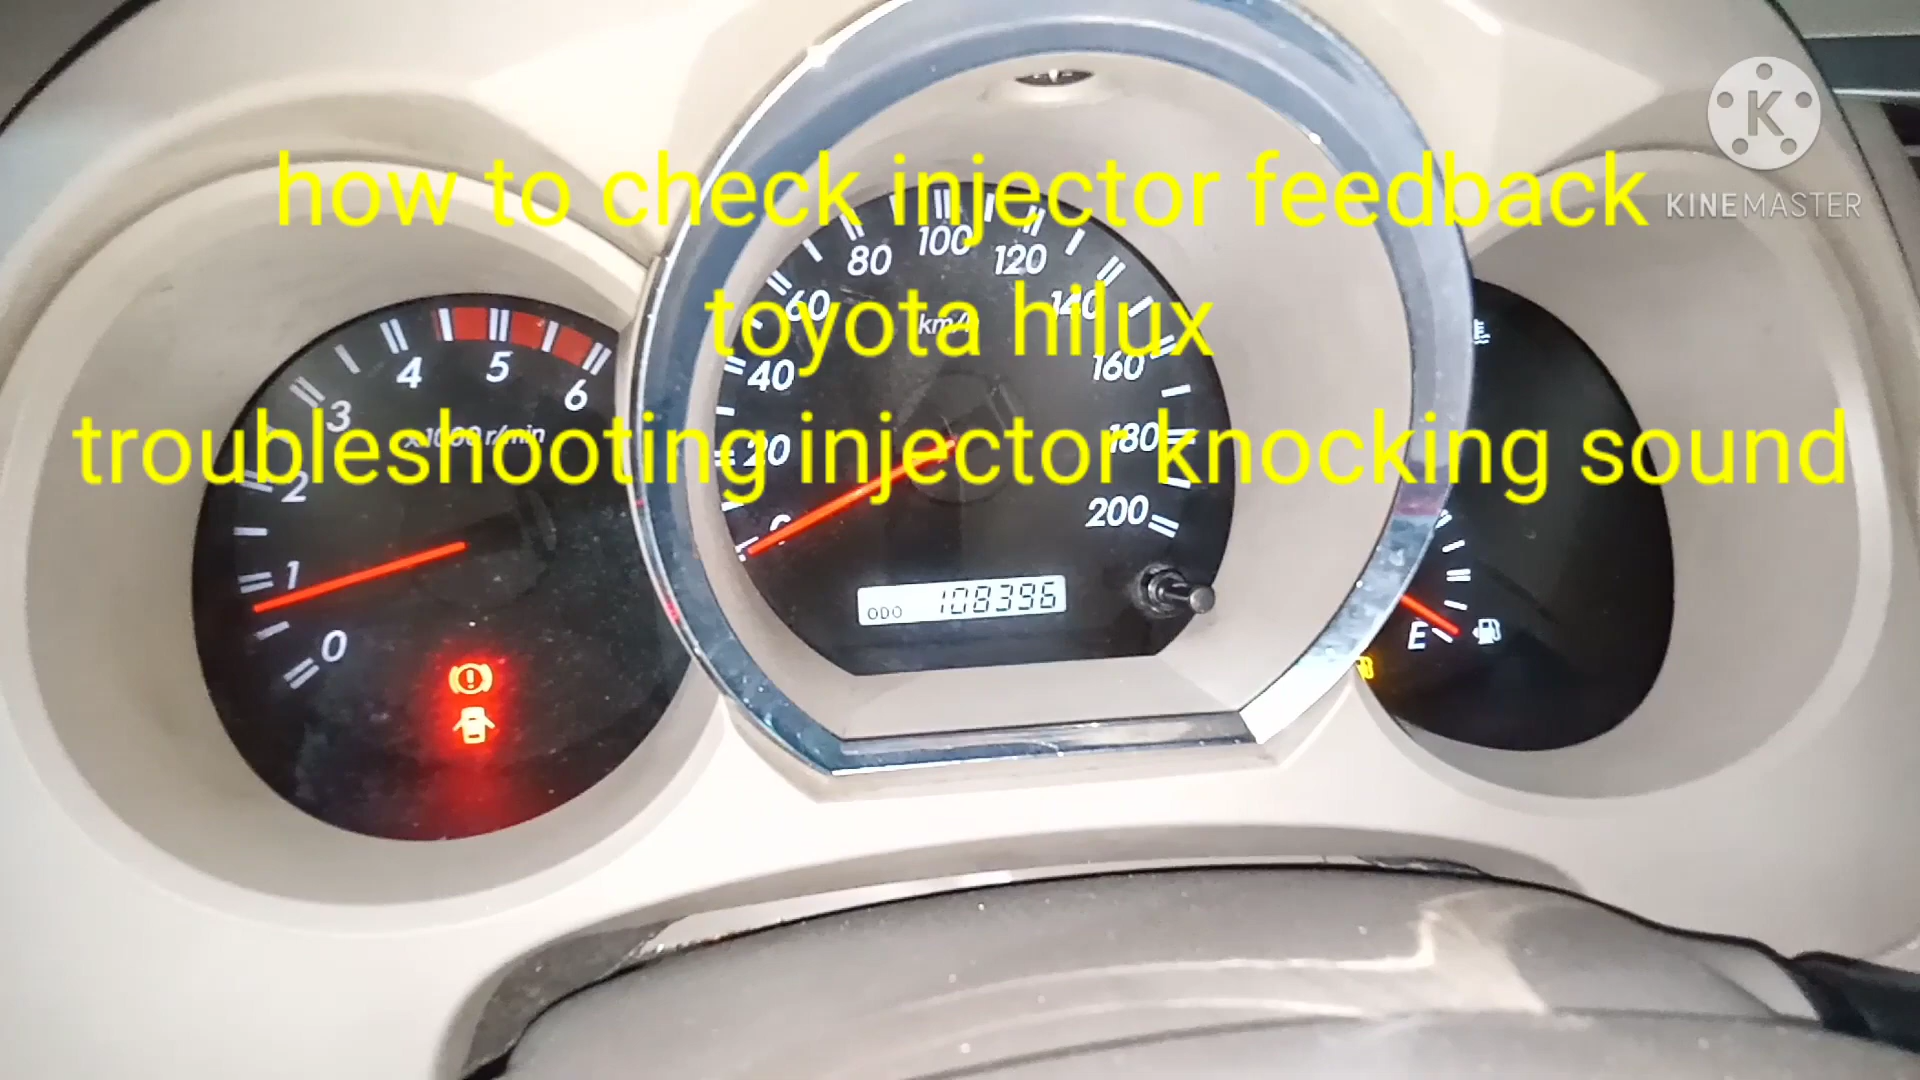 how to check injector feedback
toyota hilux
troubleshooting injector knocking sound
K
KINEMASTER
0
1
2
3
4
5
6
x1000 r/min
20
40
60
80
100
120
140
160
180
200
km/h
ODO 108396
E